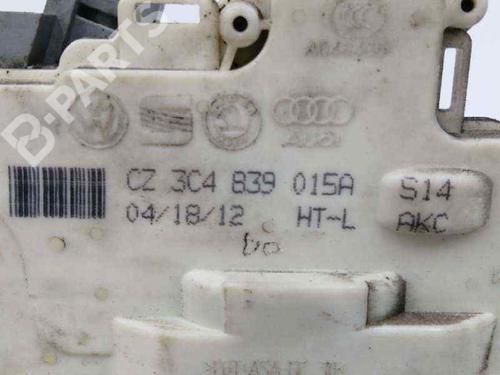 B-PARTS
AUDI
CZ 3C4 839 015A
S14
04/18/12 HT-L
AKC